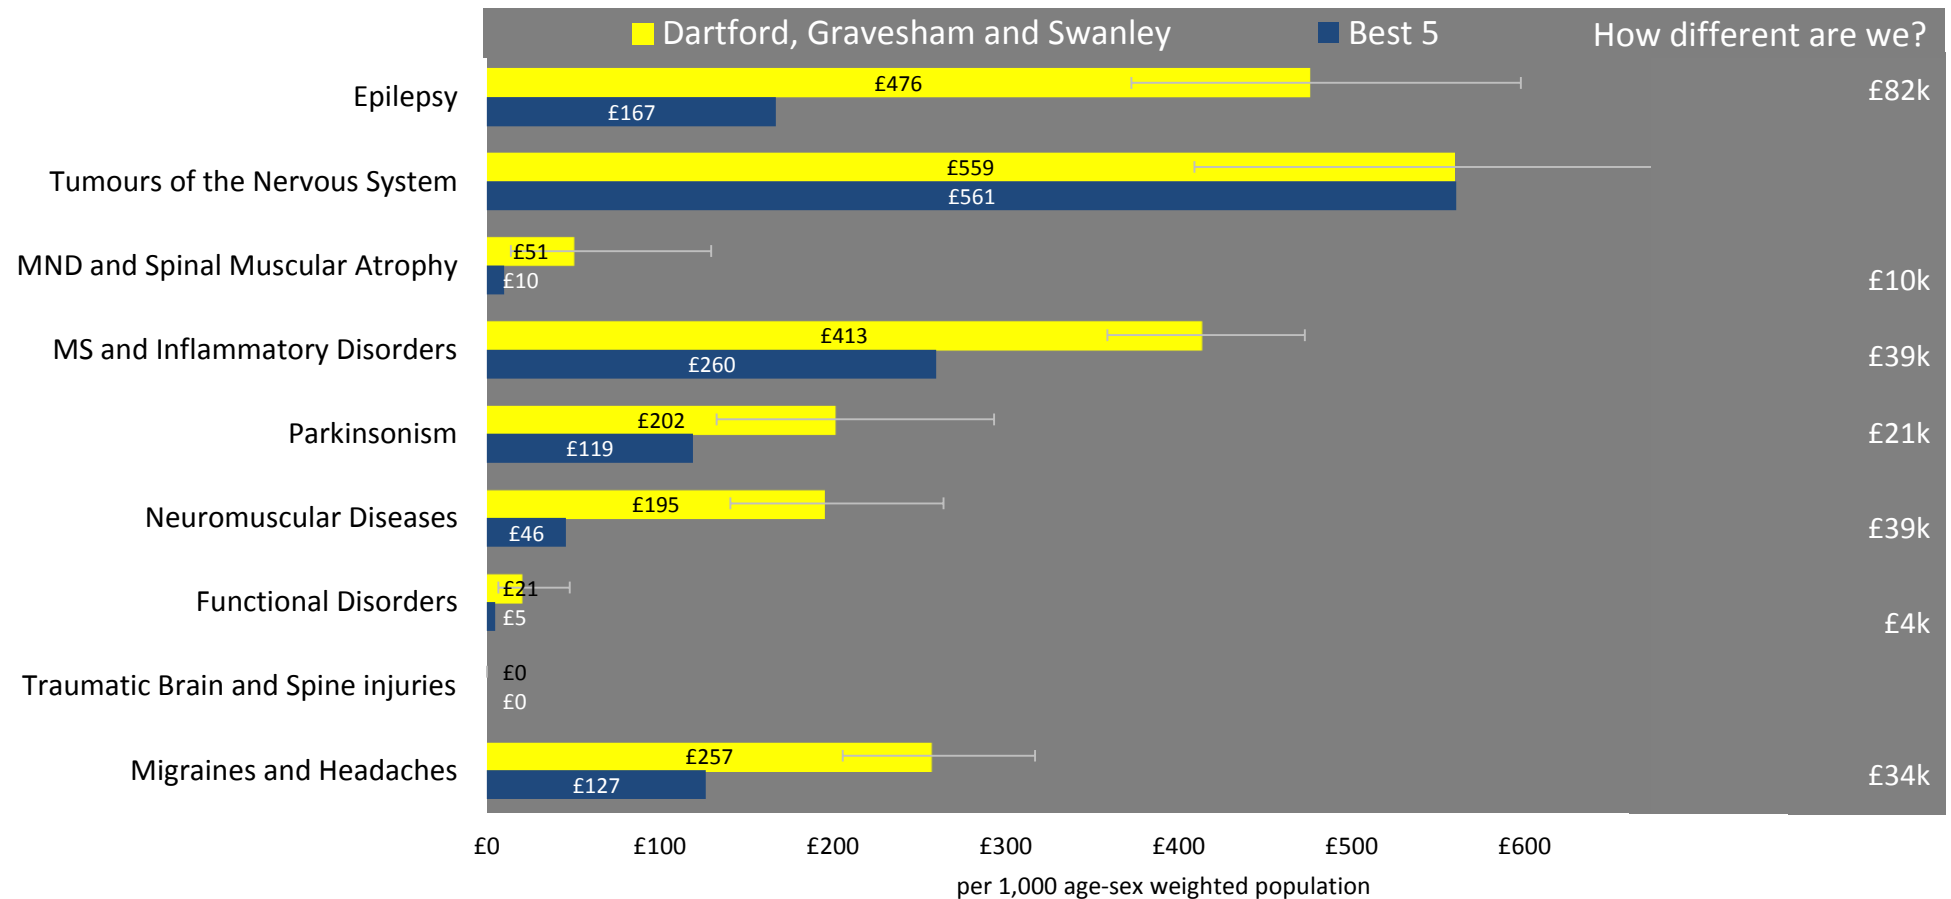 Dartford, Gravesham and Swanley
Best 5
How different are we?
Epilepsy
£476
£167
£82k
Tumours of the Nervous System
£559
£561
MND and Spinal Muscular Atrophy
£51
£10
£10k
MS and Inflammatory Disorders
£413
£260
£39k
Parkinsonism
£202
£119
£21k
Neuromuscular Diseases
£195
£46
£39k
Functional Disorders
£21
£5
£4k
Traumatic Brain and Spine injuries
£0
£0
Migraines and Headaches
£257
£127
£34k
£0 £100 £200 £300 £400 £500 £600
per 1,000 age-sex weighted population